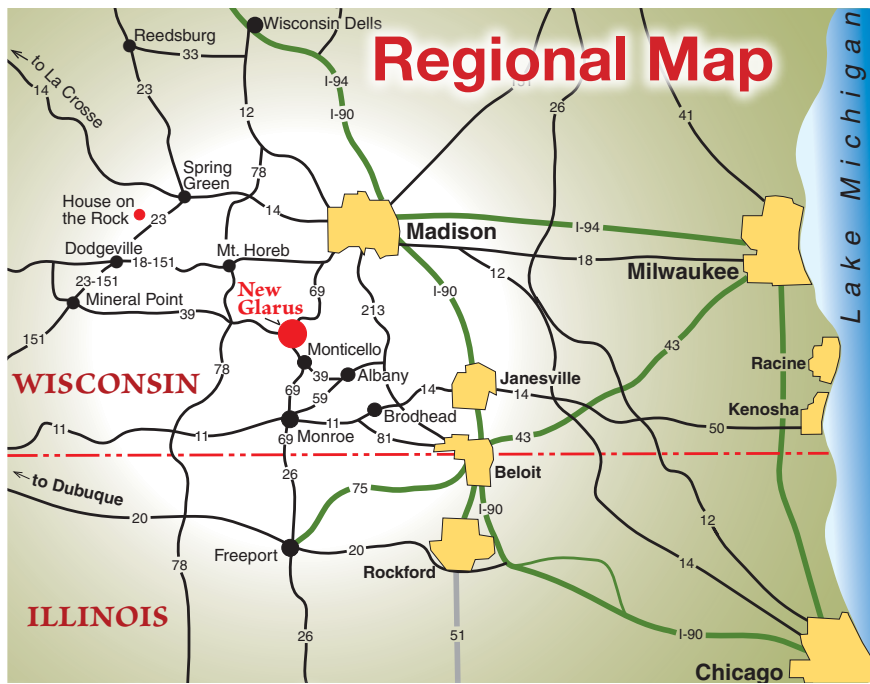 Regional Map
Lake Michigan
Wisconsin Dells
Reedsburg
33
I-94
to La Crosse
14
23
12
I-90
26
41
Spring
Green
78
House on
the Rock
23
14
Madison
I-94
Dodgeville
18-151
Mt. Horeb
12
18
Milwaukee
23-151
Mineral Point
39
New
Glarus
69
213
I-90
151
Monticello
43
WISCONSIN
78
39
Albany
Janesville
Racine
69
59
14
14
Kenosha
Brodhead
11
11
Monroe
11
81
43
50
69
Beloit
to Dubuque
26
75
I-90
20
12
Freeport
20
Rockford
78
14
ILLINOIS
26
51
I-90
Chicago